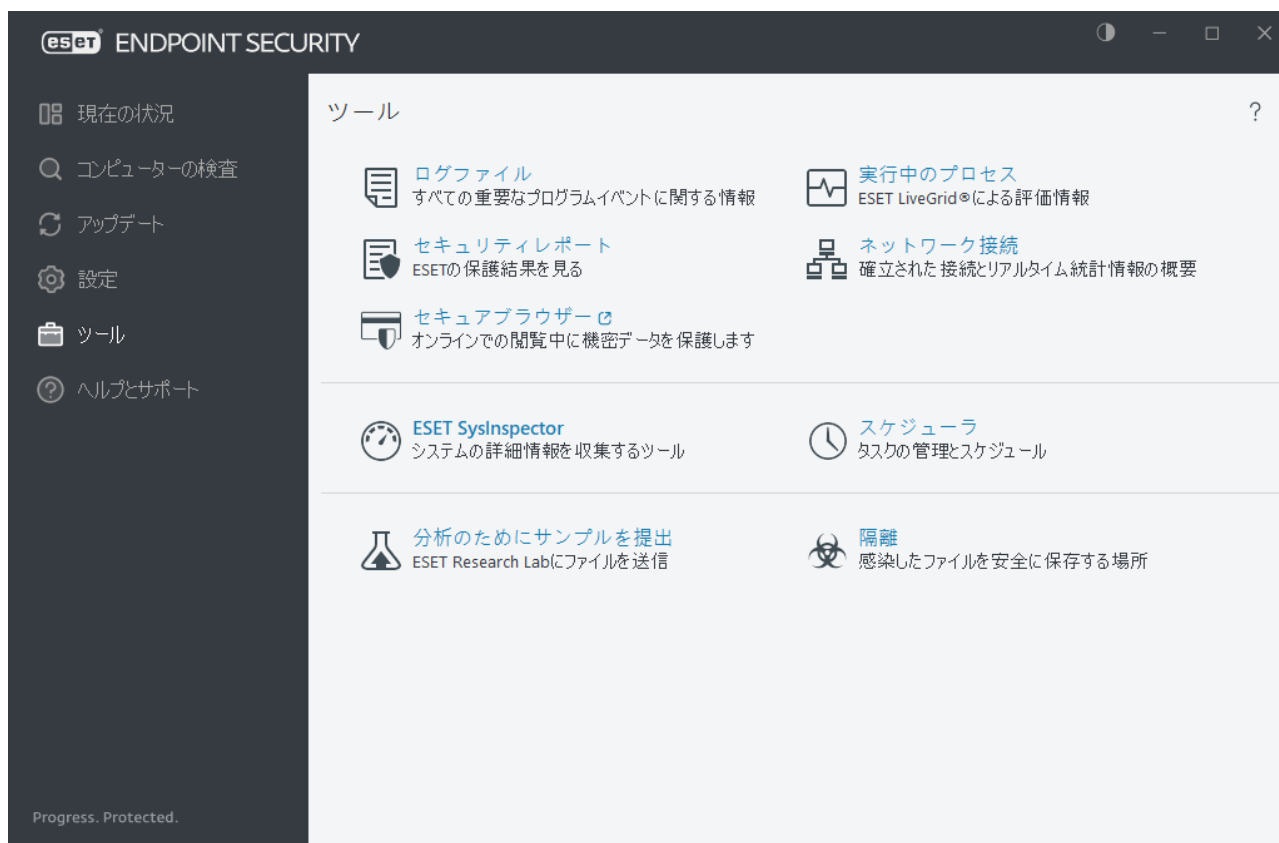 eset ENDPOINT SECURITY
現在の状況
コンピューターの検査
アップデート
設定
ツール
ヘルプとサポート
Progress. Protected.
ツール
?
ログファイル
すべての重要なプログラムイベントに関する情報
実行中のプロセス
ESET LiveGrid®による評価情報
セキュリティレポート
ESETの保護結果を見る
ネットワーク接続
確立された接続とリアルタイム統計情報の概要
セキュアブラウザー
オンラインでの閲覧中に機密データを保護します
ESET SysInspector
システムの詳細情報を収集するツール
スケジューラ
タスクの管理とスケジュール
分析のためにサンプルを提出
ESET Research Labにファイルを送信
隔離
感染したファイルを安全に保存する場所